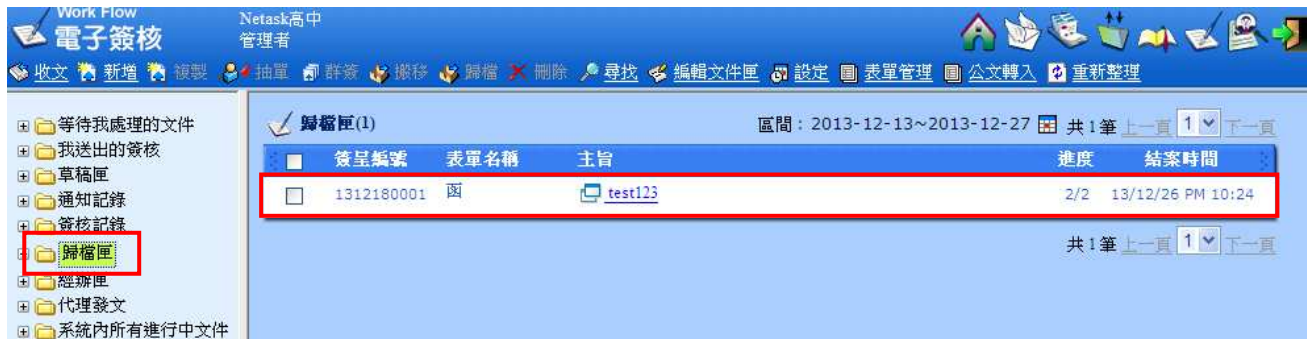 Work Flow
電子簽核
Netask高中
管理者
收文 新增 複製 抽單 群簽 搬移 歸檔 刪除 尋找 編輯文件匣 設定 表單管理 公文轉入 重新整理
等待我處理的文件
我送出的簽核
草稿匣
通知記錄
簽核記錄
歸檔匣
經辦匣
代理發文
系統內所有進行中文件
歸檔匣(1)
區間：2013-12-13~2013-12-27 共1筆 上一頁 1 下一頁
簽呈編號 表單名稱 主旨 進度 結案時間
1312180001 函 test123 2/2 13/12/26 PM 10:24
共1筆 上一頁 1 下一頁